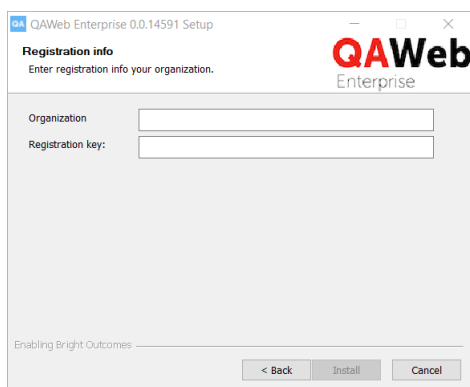 QA QAWeb Enterprise 0.0.14591 Setup
Registration info
Enter registration info your organization.
QAWeb
Enterprise
Organization
Registration key:
Enabling Bright Outcomes
< Back Install Cancel